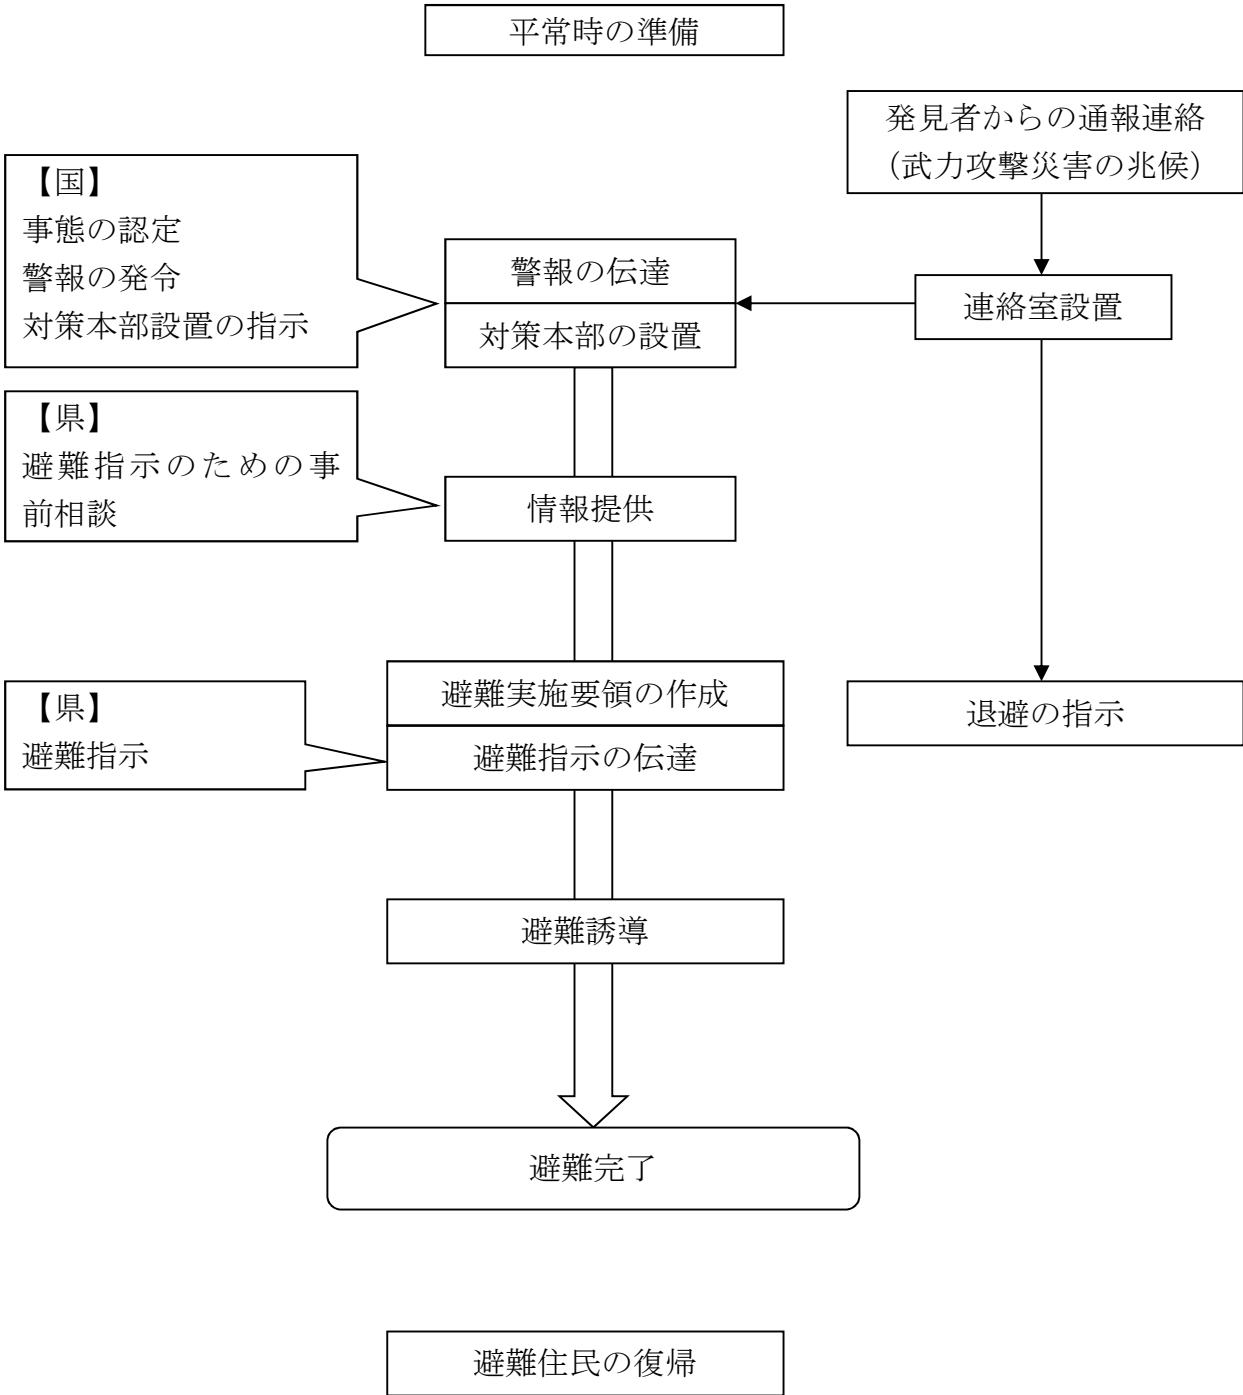 平常時の準備
発見者からの通報連絡
（武力攻撃災害の兆候）
【国】
事態の認定
警報の発令
対策本部設置の指示
警報の伝達
対策本部の設置
連絡室設置
【県】
避難指示のための事
前相談
情報提供
避難実施要領の作成
避難指示の伝達
【県】
避難指示
退避の指示
避難誘導
避難完了
避難住民の復帰